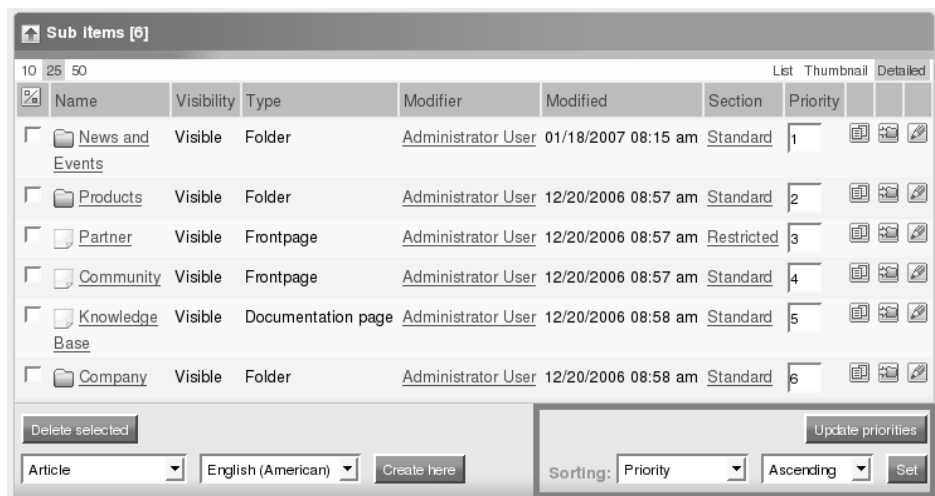 Sub items [6]
10 25 50 List Thumbnail Detailed
Name Visibility Type Modifier Modified Section Priority
News and Events Visible Folder Administrator User 01/18/2007 08:15 am Standard 1
Products Visible Folder Administrator User 12/20/2006 08:57 am Standard 2
Partner Visible Frontpage Administrator User 12/20/2006 08:57 am Restricted 3
Community Visible Frontpage Administrator User 12/20/2006 08:57 am Standard 4
Knowledge Base Visible Documentation page Administrator User 12/20/2006 08:58 am Standard 5
Company Visible Folder Administrator User 12/20/2006 08:58 am Standard 6
Delete selected Update priorities
Article English (American) Create here Sorting: Priority Ascending Set